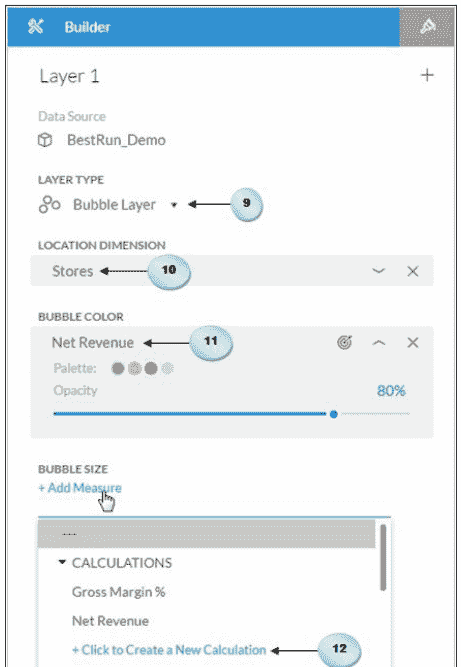 Builder
Layer 1
Data Source
BestRun_Demo
LAYER TYPE
Bubble Layer
9
LOCATION DIMENSION
Stores
10
BUBBLE COLOR
Net Revenue
11
Palette:
Opacity
80%
BUBBLE SIZE
+ Add Measure
---
CALCULATIONS
Gross Margin %
Net Revenue
+ Click to Create a New Calculation
12